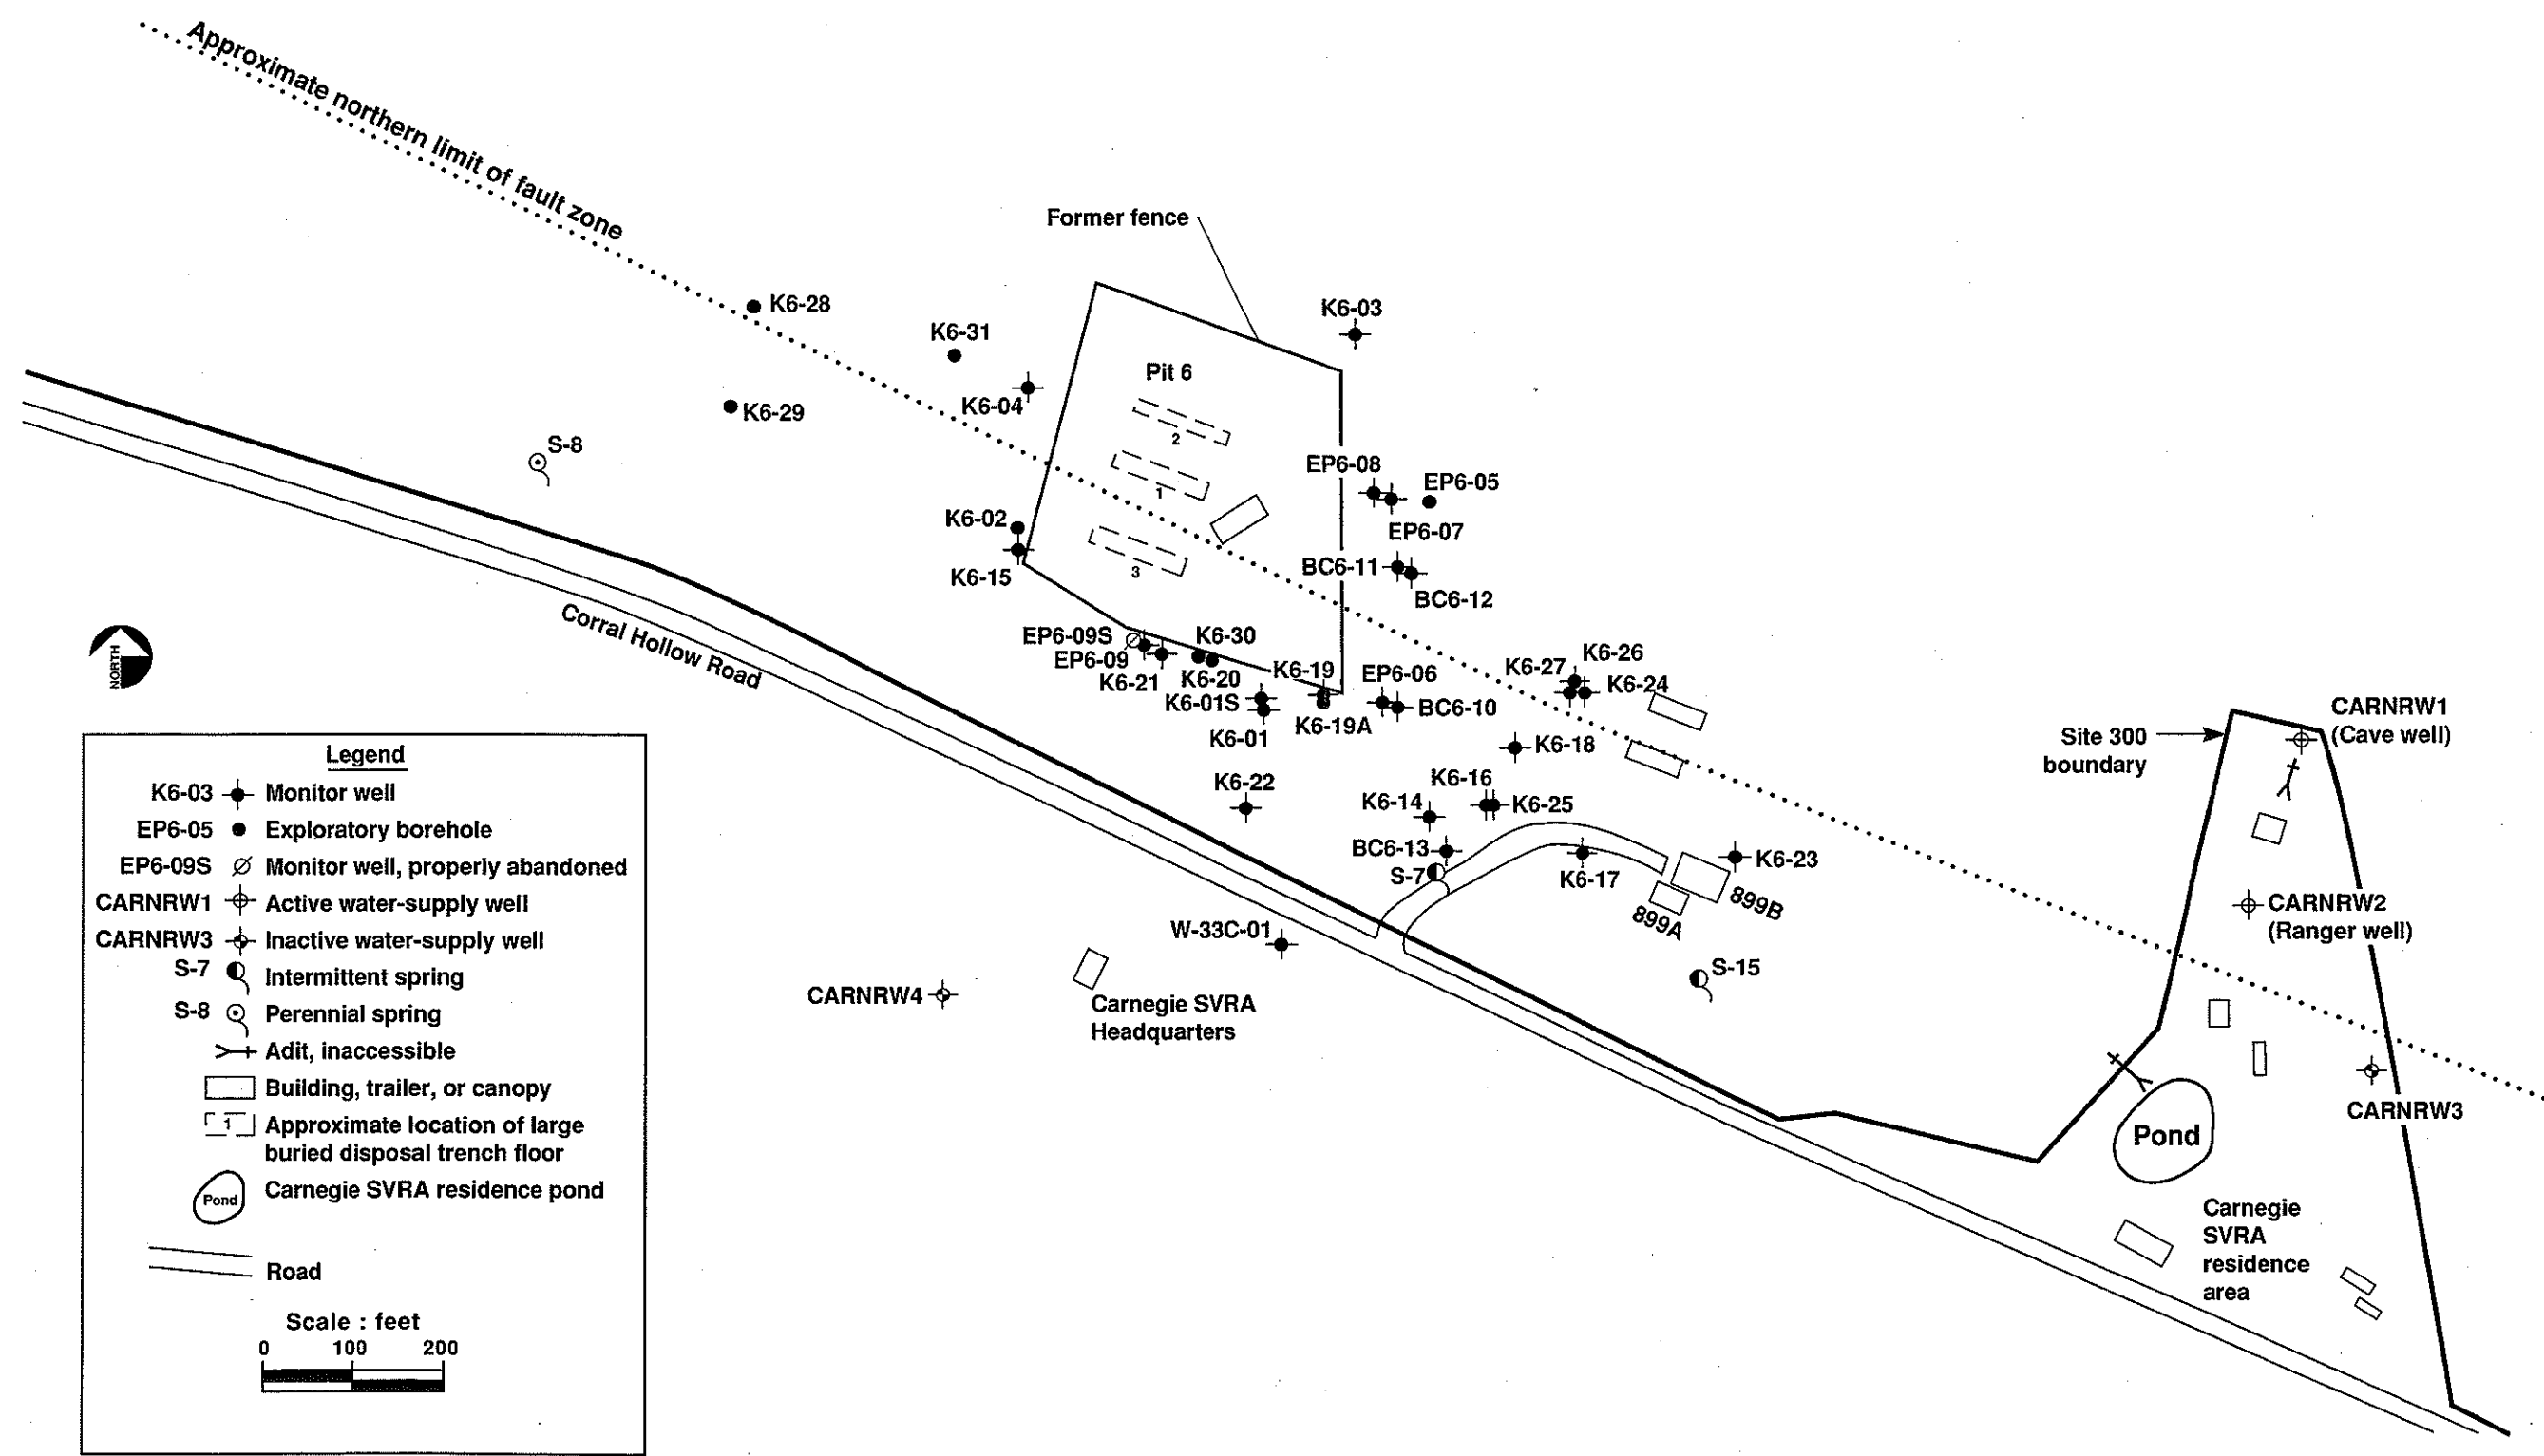 Approximate northern limit of fault zone
Former fence
K6-28
K6-03
K6-31
Pit 6
K6-04
K6-29
2
S-8
EP6-08
EP6-05
1
K6-02
EP6-07
BC6-11
3
K6-15
BC6-12
Corral Hollow Road
EP6-09S
K6-30
EP6-09
K6-26
K6-27
K6-19
EP6-06
K6-21
K6-20
K6-24
K6-01S
BC6-10
K6-19A
K6-01
K6-18
CARNRW1
(Cave well)
Site 300
boundary
K6-22
K6-16
K6-14
K6-25
BC6-13
K6-23
S-7
K6-17
899B
899A
CARNRW2
(Ranger well)
W-33C-01
S-15
CARNRW4
Carnegie SVRA
Headquarters
CARNRW3
Pond
Carnegie
SVRA
residence
area
NORTH
Legend
K6-03 Monitor well
EP6-05 Exploratory borehole
EP6-09S Monitor well, properly abandoned
CARNRW1 Active water-supply well
CARNRW3 Inactive water-supply well
S-7 Intermittent spring
S-8 Perennial spring
Adit, inaccessible
Building, trailer, or canopy
1 Approximate location of large
buried disposal trench floor
Pond Carnegie SVRA residence pond
Road
Scale : feet
0 100 200